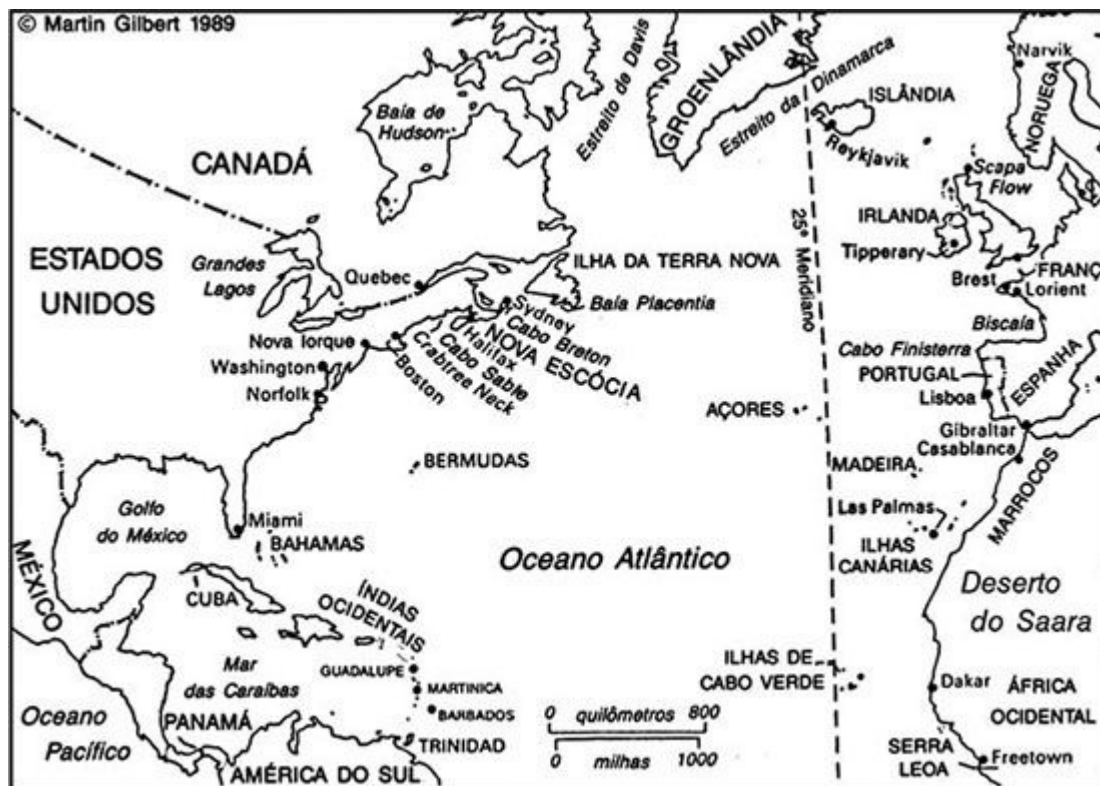 © Martin Gilbert 1989
Baía de
Hudson
Estreito de Davis
GROENLÂNDIA
Estreito da Dinamarca
ISLÂNDIA
Reykjavik
Narvik
NORUEGA
Scapa
Flow
CANADÁ
IRLANDA
Tipperary
25º Meridiano
ESTADOS
UNIDOS
Grandes
Lagos
Quebec
ILHA DA TERRA NOVA
Baía Placentia
Sydney
Cabo Breton
NOVA ESCÓCIA
Halifax
Cabo Sable
Crabtree Neck
Boston
Nova Iorque
Washington
Norfolk
Brest
FRANÇ
Lorient
Biscaía
Cabo Finisterra
PORTUGAL
ESPANHA
Lisboa
AÇORES
Gibraltar
Casablanca
BERMUDAS
MADEIRA
MARROCOS
Las Palmas
ILHAS
CANÁRIAS
Golfo
do México
Miami
BAHAMAS
Oceano Atlântico
MÉXICO
CUBA
ÍNDIAS
OCIDENTAIS
Deserto
do Saara
Mar
das Caraíbas
GUADALUPE
MARTINICA
BARBADOS
ILHAS DE
CABO VERDE
Dakar
ÁFRICA
OCIDENTAL
Oceano
Pacífico
PANAMÁ
TRINIDAD
0 quilômetros 800
0 milhas 1000
SERRA
LEOA
Freetown
AMÉRICA DO SUL